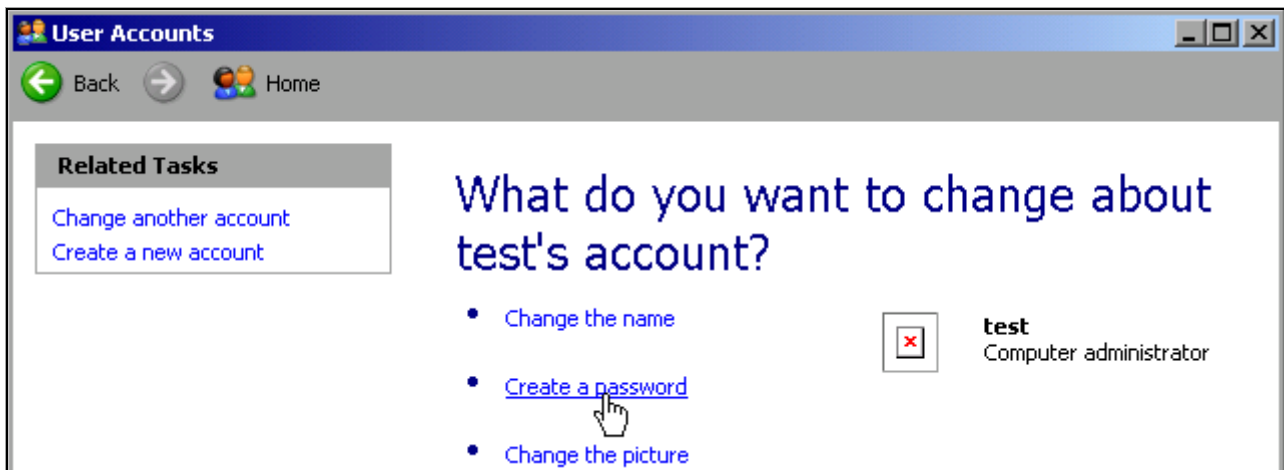 User Accounts
Back Home
Related Tasks
Change another account
Create a new account
What do you want to change about
test's account?
Change the name
Create a password
Change the picture
test
Computer administrator